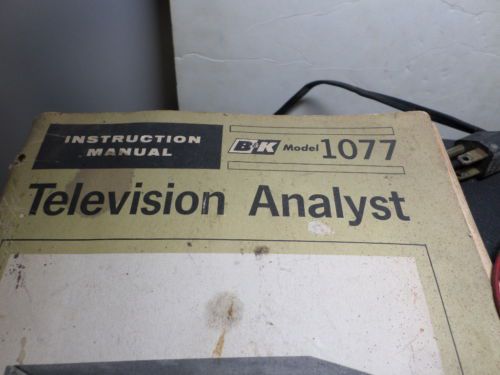 INSTRUCTION
MANUAL
B&K Model 1077
Television Analyst